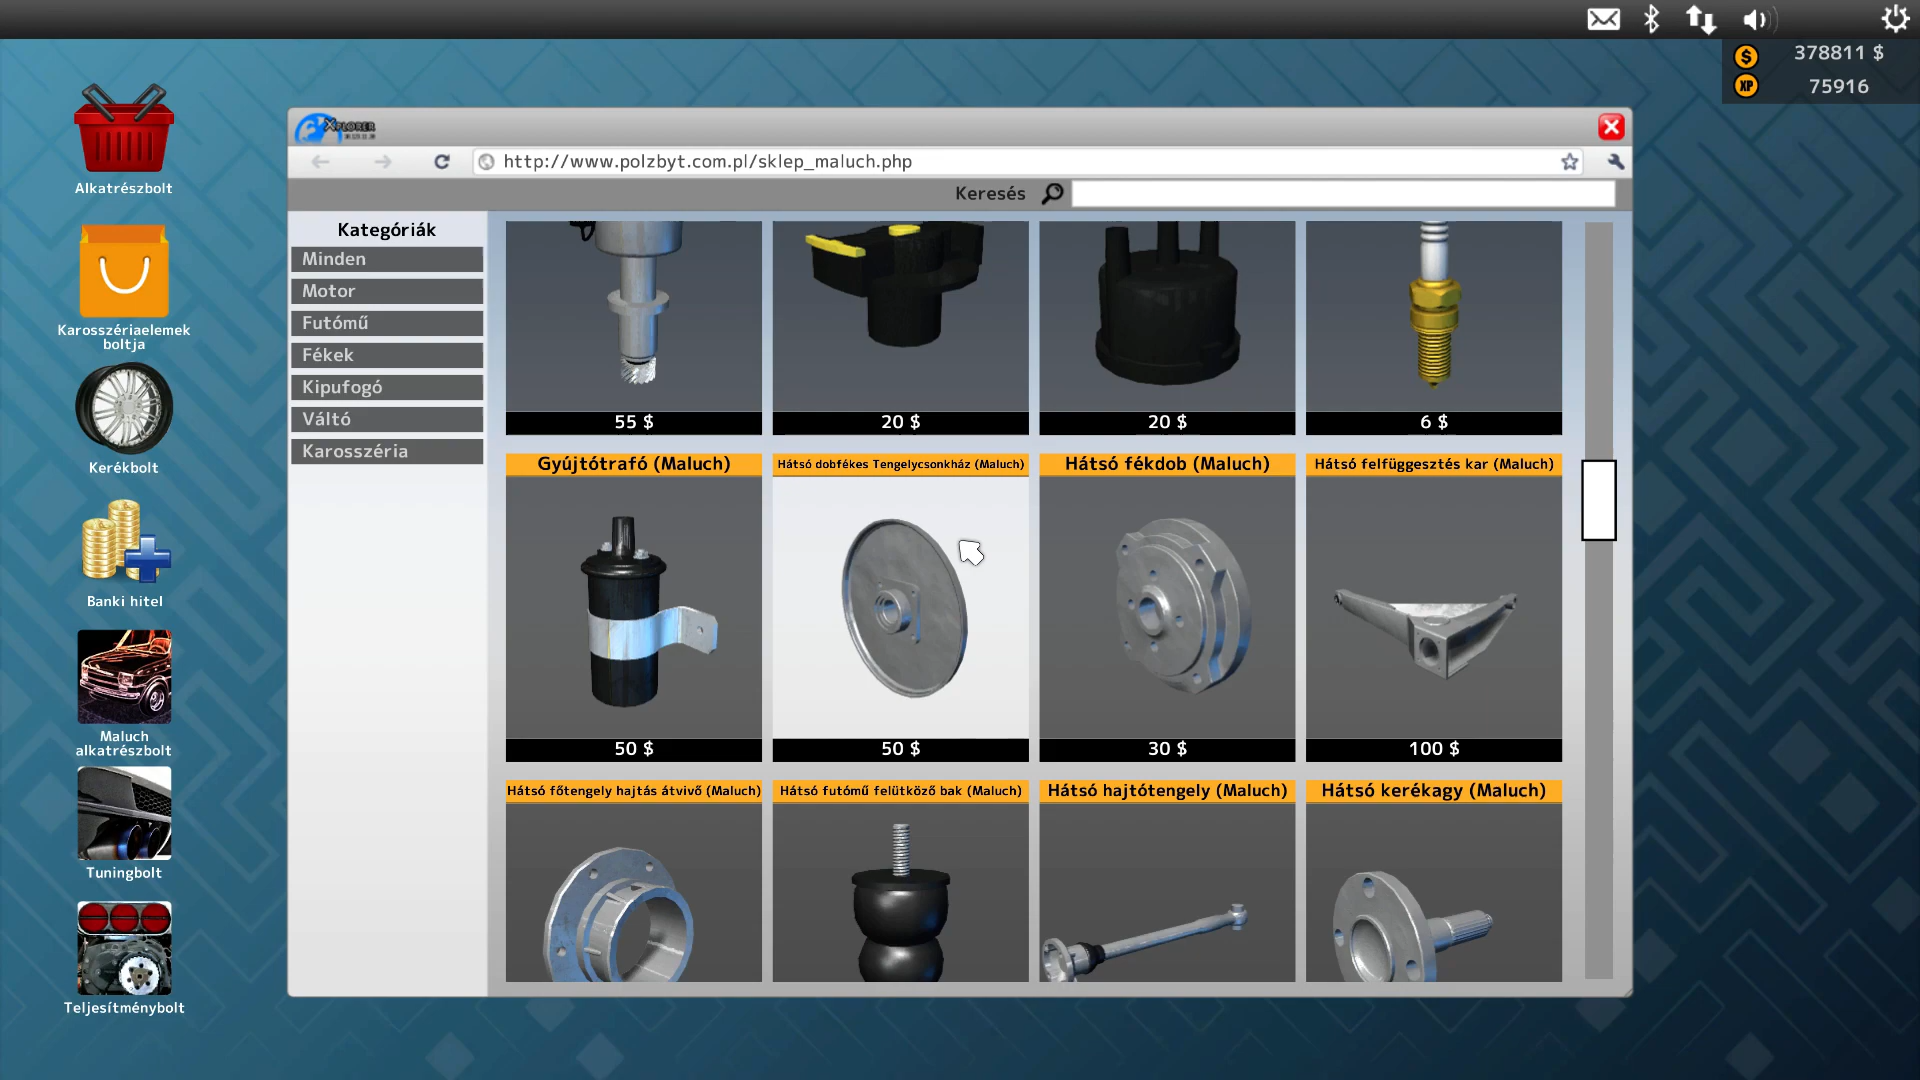 378811 $
XP 75916
XPLORER
http://www.polzbyt.com.pl/sklep_maluch.php
Keresés
Alkatrészbolt
Karosszériaelemek
boltja
Kerékbolt
Banki hitel
Maluch
alkatrészbolt
Tuningbolt
Teljesítménybolt
Kategóriák
Minden
Motor
Futómű
Fékek
Kipufogó
Váltó
Karosszéria
55 $
20 $
20 $
6 $
Gyújtótrafó (Maluch)
Hátsó dobfékes Tengelycsonkház (Maluch)
Hátsó fékdob (Maluch)
Hátsó felfüggesztés kar (Maluch)
50 $
50 $
30 $
100 $
Hátsó főtengely hajtás átvivő (Maluch)
Hátsó futómű felütköző bak (Maluch)
Hátsó hajtótengely (Maluch)
Hátsó kerékagy (Maluch)